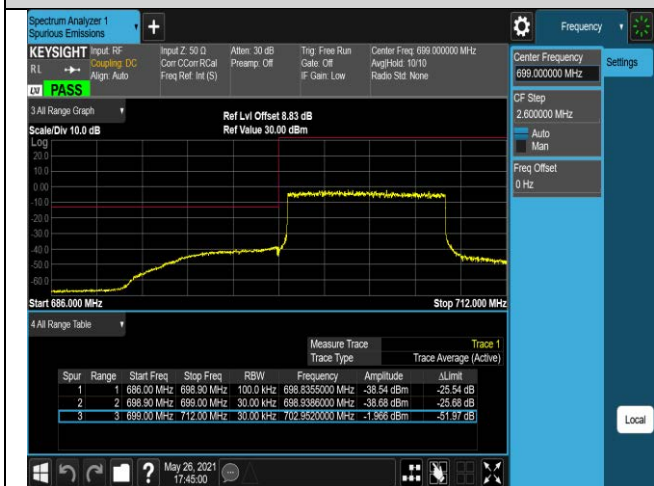 Spectrum Analyzer 1
Spurious Emissions
Frequency
KEYSIGHT
RL
Input: RF
Coupling: DC
Align: Auto
Input Z: 50 Ω
Corr CCorr RCal
Freq Ref: Int (S)
Atten: 30 dB
Preamp: Off
Trig: Free Run
Gate: Off
IF Gain: Low
Center Freq: 699.000000 MHz
Avg|Hold: 10/10
Radio Std: None
PASS
Center Frequency
699.000000 MHz
Settings
CF Step
2.600000 MHz
Auto
Man
Freq Offset
0 Hz
Local
3 All Range Graph
Scale/Div 10.0 dB
Ref Lvl Offset 8.83 dB
Ref Value 30.00 dBm
Log
20.0
10.0
0.00
-10.0
-20.0
-30.0
-40.0
-50.0
-60.0
Start 686.000 MHz
Stop 712.000 MHz
4 All Range Table
Measure Trace Trace 1
Trace Type Trace Average (Active)
Spur Range Start Freq Stop Freq RBW Frequency Amplitude ΔLimit
1 1 686.00 MHz 698.90 MHz 100.0 kHz 698.8355000 MHz -38.54 dBm -25.54 dB
2 2 698.90 MHz 699.00 MHz 30.00 kHz 698.9386000 MHz -38.68 dBm -25.68 dB
3 3 699.00 MHz 712.00 MHz 30.00 kHz 702.9520000 MHz -1.966 dBm -51.97 dB
?
May 26, 2021
17:45:00